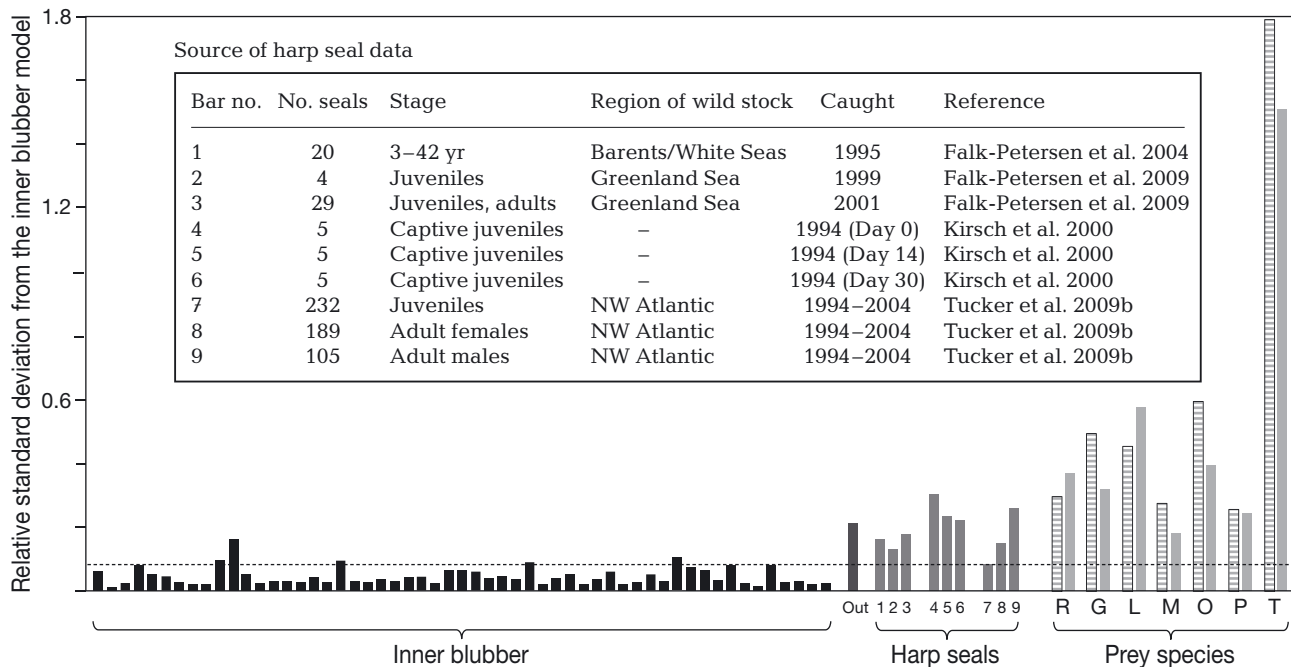 Relative standard deviation from the inner blubber model
1.8
1.2
0.6
Source of harp seal data
Bar no. No. seals Stage Region of wild stock Caught Reference
1 20 3–42 yr Barents/White Seas 1995 Falk-Petersen et al. 2004
2 4 Juveniles Greenland Sea 1999 Falk-Petersen et al. 2009
3 29 Juveniles, adults Greenland Sea 2001 Falk-Petersen et al. 2009
4 5 Captive juveniles – 1994 (Day 0) Kirsch et al. 2000
5 5 Captive juveniles – 1994 (Day 14) Kirsch et al. 2000
6 5 Captive juveniles – 1994 (Day 30) Kirsch et al. 2000
7 232 Juveniles NW Atlantic 1994–2004 Tucker et al. 2009b
8 189 Adult females NW Atlantic 1994–2004 Tucker et al. 2009b
9 105 Adult males NW Atlantic 1994–2004 Tucker et al. 2009b
Out 1 2 3 4 5 6 7 8 9 R G L M O P T
Inner blubber Harp seals Prey species